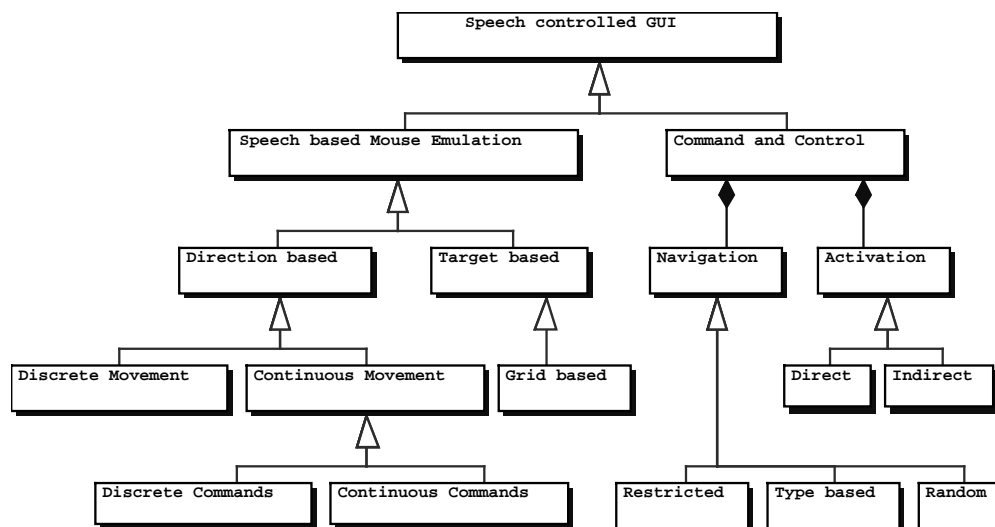 Speech controlled GUI
Speech based Mouse Emulation
Command and Control
Direction based
Target based
Navigation
Activation
Discrete Movement
Continuous Movement
Grid based
Direct
Indirect
Discrete Commands
Continuous Commands
Restricted
Type based
Random